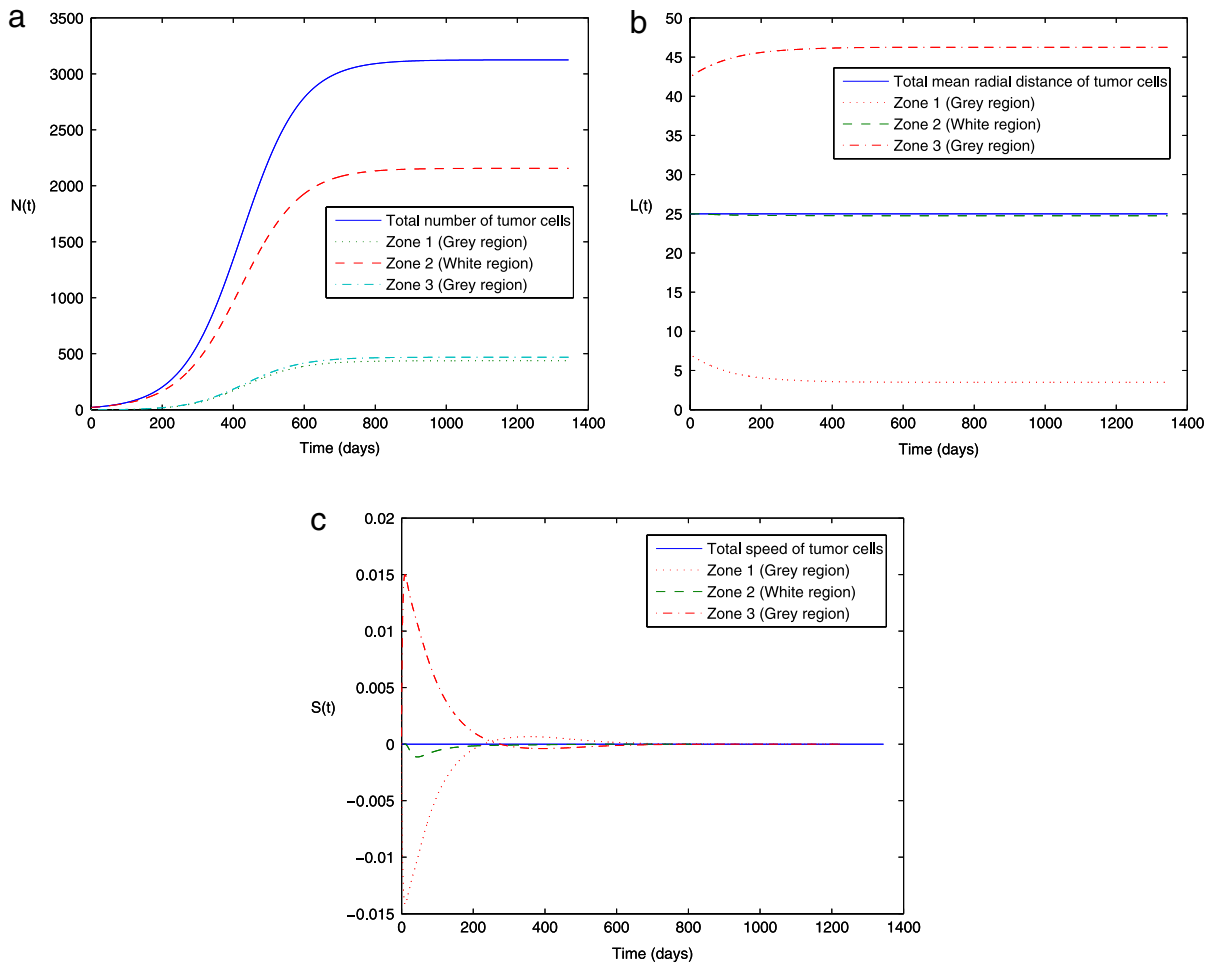 a
3500
3000
2500
2000
1500
1000
500
0
N(t)
Total number of tumor cells
Zone 1 (Grey region)
Zone 2 (White region)
Zone 3 (Grey region)
0 200 400 600 800 1000 1200 1400
Time (days)
b
50
45
40
35
30
25
20
15
10
5
0
L(t)
Total mean radial distance of tumor cells
Zone 1 (Grey region)
Zone 2 (White region)
Zone 3 (Grey region)
0 200 400 600 800 1000 1200 1400
Time (days)
c
0.02
0.015
0.01
0.005
0
−0.005
−0.01
−0.015
S(t)
Total speed of tumor cells
Zone 1 (Grey region)
Zone 2 (White region)
Zone 3 (Grey region)
0 200 400 600 800 1000 1200 1400
Time (days)